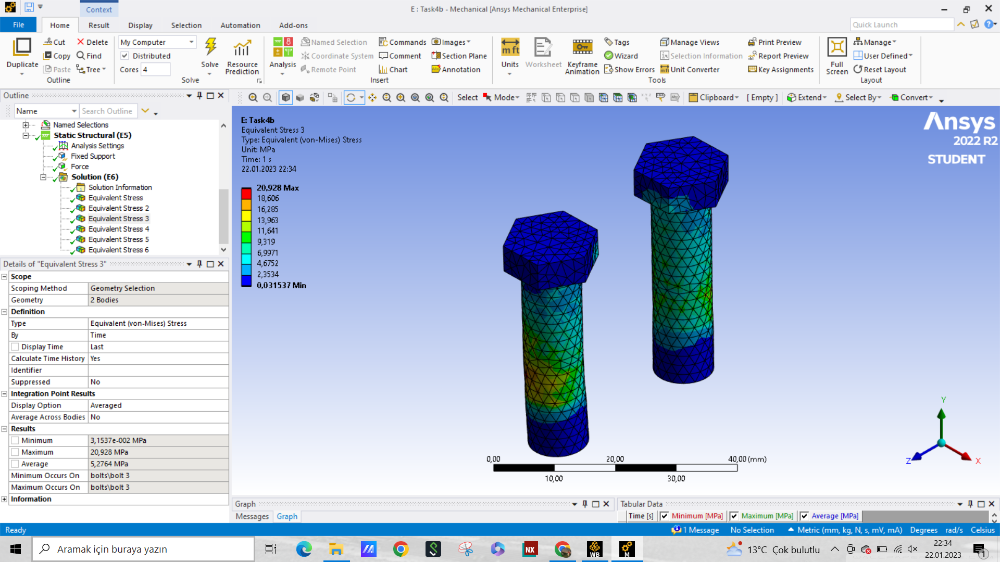 Context
E : Task4b - Mechanical [Ansys Mechanical Enterprise]
File
Home
Result
Display
Selection
Automation
Add-ons
Quick Launch
Duplicate
Cut
Copy
Paste
Delete
Find
Tree
Outline
My Computer
Distributed
Cores 4
Solve
Resource Prediction
Solve
Analysis
Named Selection
Coordinate System
Remote Point
Commands
Comment
Chart
Images
Section Plane
Annotation
Insert
Units
Worksheet
Keyframe Animation
Tags
Wizard
Show Errors
Manage Views
Selection Information
Unit Converter
Print Preview
Report Preview
Key Assignments
Tools
Full Screen
Manage
User Defined
Reset Layout
Layout
Outline
Name
Search Outline
Select
Mode
Clipboard
[ Empty ]
Extend
Select By
Convert
Named Selections
Static Structural (E5)
Analysis Settings
Fixed Support
Force
Solution (E6)
Solution Information
Equivalent Stress
Equivalent Stress 2
Equivalent Stress 3
Equivalent Stress 4
Equivalent Stress 5
Equivalent Stress 6
Details of "Equivalent Stress 3"
Scope
Scoping Method Geometry Selection
Geometry 2 Bodies
Definition
Type Equivalent (von-Mises) Stress
By Time
Display Time Last
Calculate Time History Yes
Identifier
Suppressed No
Integration Point Results
Display Option Averaged
Average Across Bodies No
Results
Minimum 3,1537e-002 MPa
Maximum 20,928 MPa
Average 5,2764 MPa
Minimum Occurs On bolts\bolt 3
Maximum Occurs On bolts\bolt 3
Information
E: Task4b
Equivalent Stress 3
Type: Equivalent (von-Mises) Stress
Unit: MPa
Time: 1 s
22.01.2023 22:34
20,928 Max
18,606
16,285
13,963
11,641
9,319
6,9971
4,6752
2,3534
0,031537 Min
Ansys
2022 R2
STUDENT
0,00 20,00 40,00 (mm)
10,00 30,00
Y
Z
X
Graph
Messages Graph
Tabular Data
Time [s] Minimum [MPa] Maximum [MPa] Average [MPa]
Ready
1 Message No Selection Metric (mm, kg, N, s, mV, mA) Degrees rad/s Celsius
Aramak için buraya yazın
NX
WB
M
13°C Çok bulutlu
22:34
22.01.2023
1